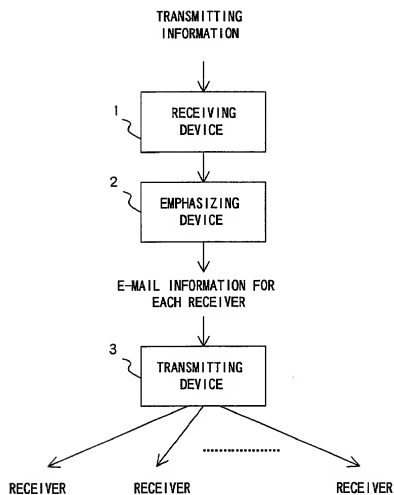 TRANSMITTING
INFORMATION
1
RECEIVING
DEVICE
2
EMPHASIZING
DEVICE
E-MAIL INFORMATION FOR
EACH RECEIVER
3
TRANSMITTING
DEVICE
RECEIVER RECEIVER RECEIVER